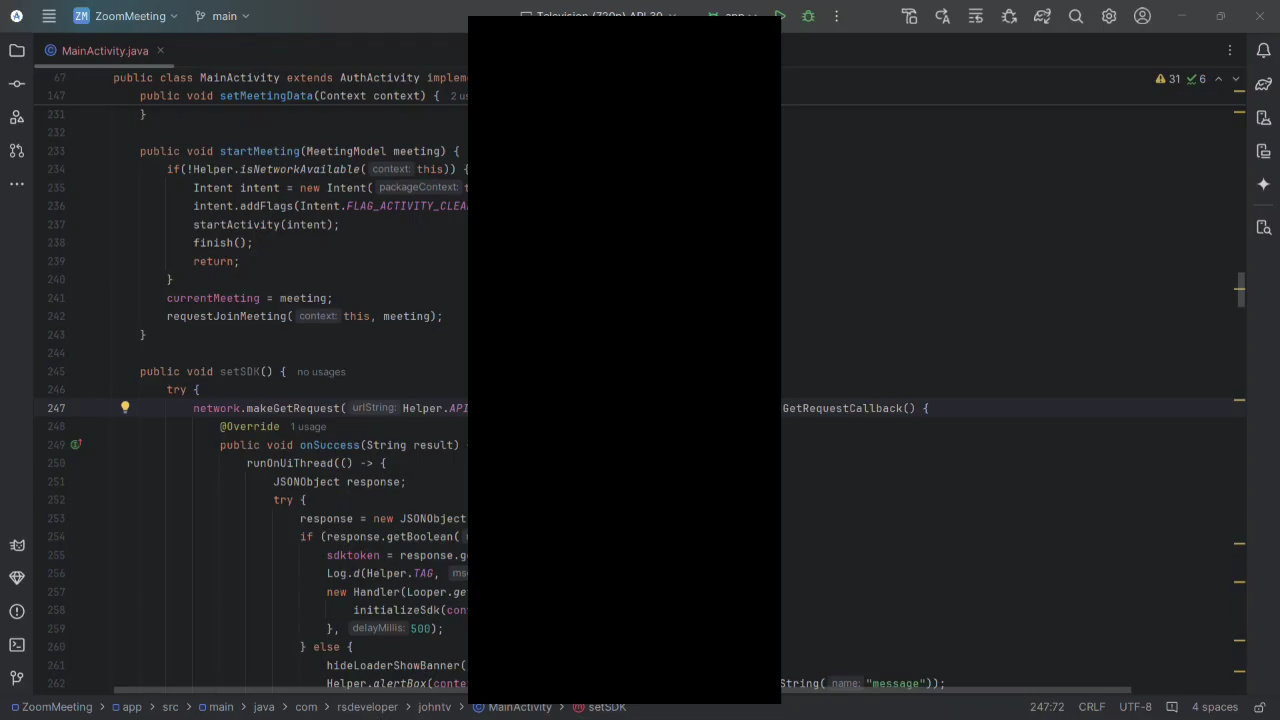 ZM ZoomMeeting main Television (720p) API 30 app
MainActivity.java
67 public class MainActivity extends AuthActivity impleme
31 6
147 public void setMeetingData(Context context) { 2 us
231 }
232
233 public void startMeeting(MeetingModel meeting) {
234 if(!Helper.isNetworkAvailable( context: this)) {
235 Intent intent = new Intent( packageContext: t
236 intent.addFlags(Intent.FLAG_ACTIVITY_CLEA
237 startActivity(intent);
238 finish();
239 return;
240 }
241 currentMeeting = meeting;
242 requestJoinMeeting( context: this, meeting);
243 }
244
245 public void setSDK() { no usages
246 try {
247 network.makeGetRequest( urlString: Helper.API GetRequestCallback() {
248 @Override 1 usage
249 public void onSuccess(String result) {
250 runOnUiThread(() -> {
251 JSONObject response;
252 try {
253 response = new JSONObject
254 if (response.getBoolean(
255 sdktoken = response.ge
256 Log.d(Helper.TAG, msg
257 new Handler(Looper.get
258 initializeSdk(con
259 }, delayMillis: 500);
260 } else {
261 hideLoaderShowBanner(
262 Helper.alertBox(conte String( name: "message"));
ZoomMeeting > app > src > main > java > com > rsdeveloper > johntv > MainActivity > setSDK 247:72 CRLF UTF-8 4 spaces